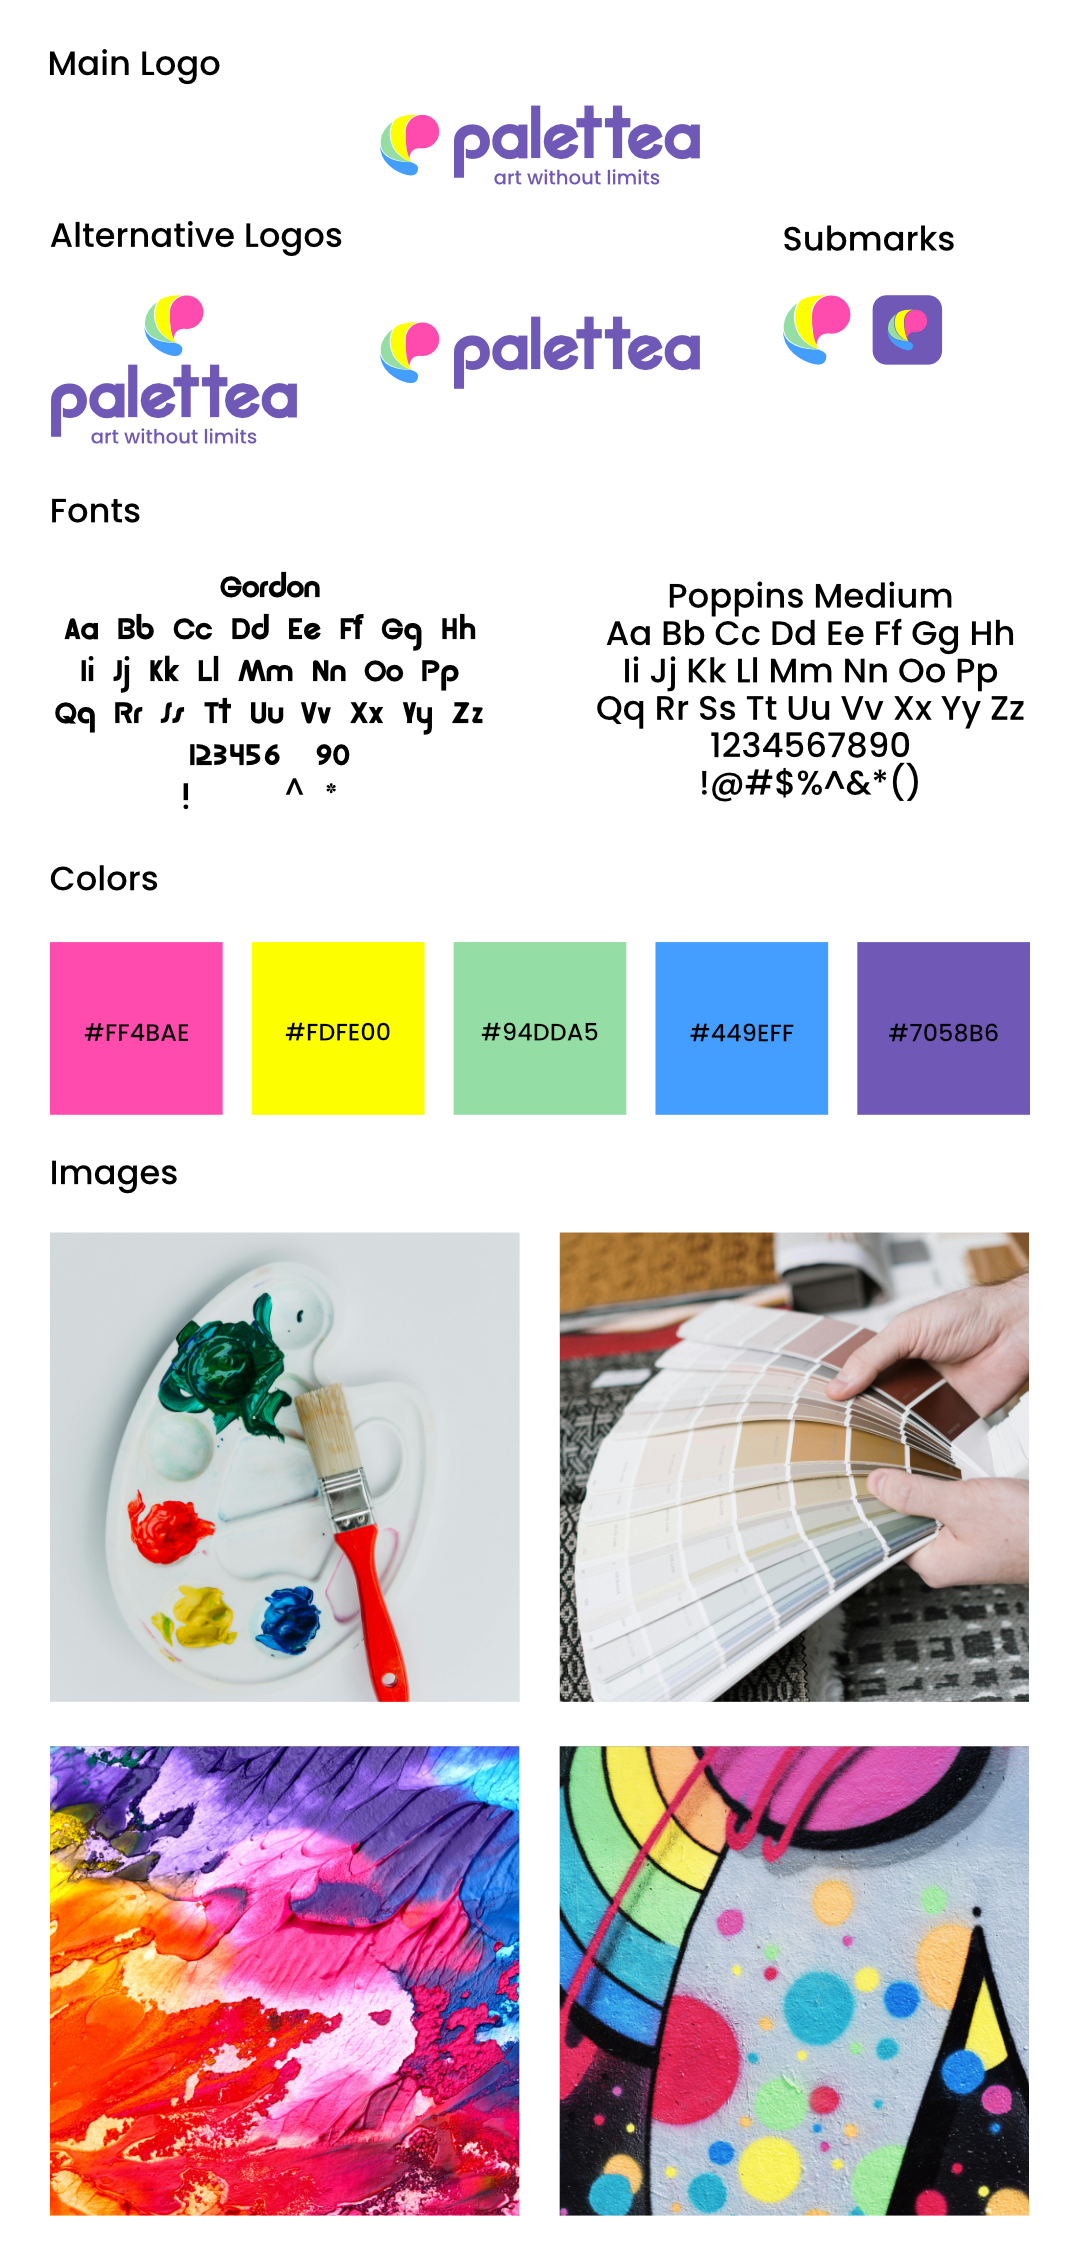 Main Logo
palettea
art without limits
Alternative Logos
Submarks
palettea
art without limits
palettea
Fonts
Gordon
Aa Bb Cc Dd Ee Ff Gg Hh
Ii Jj Kk Ll Mm Nn Oo Pp
Qq Rr Ss Tt Uu Vv Xx Yy Zz
123456 90
! ^ *
Poppins Medium
Aa Bb Cc Dd Ee Ff Gg Hh
Ii Jj Kk Ll Mm Nn Oo Pp
Qq Rr Ss Tt Uu Vv Xx Yy Zz
1234567890
!@#$%^&*()
Colors
#FF4BAE
#FDFE00
#94DDA5
#449EFF
#7058B6
Images